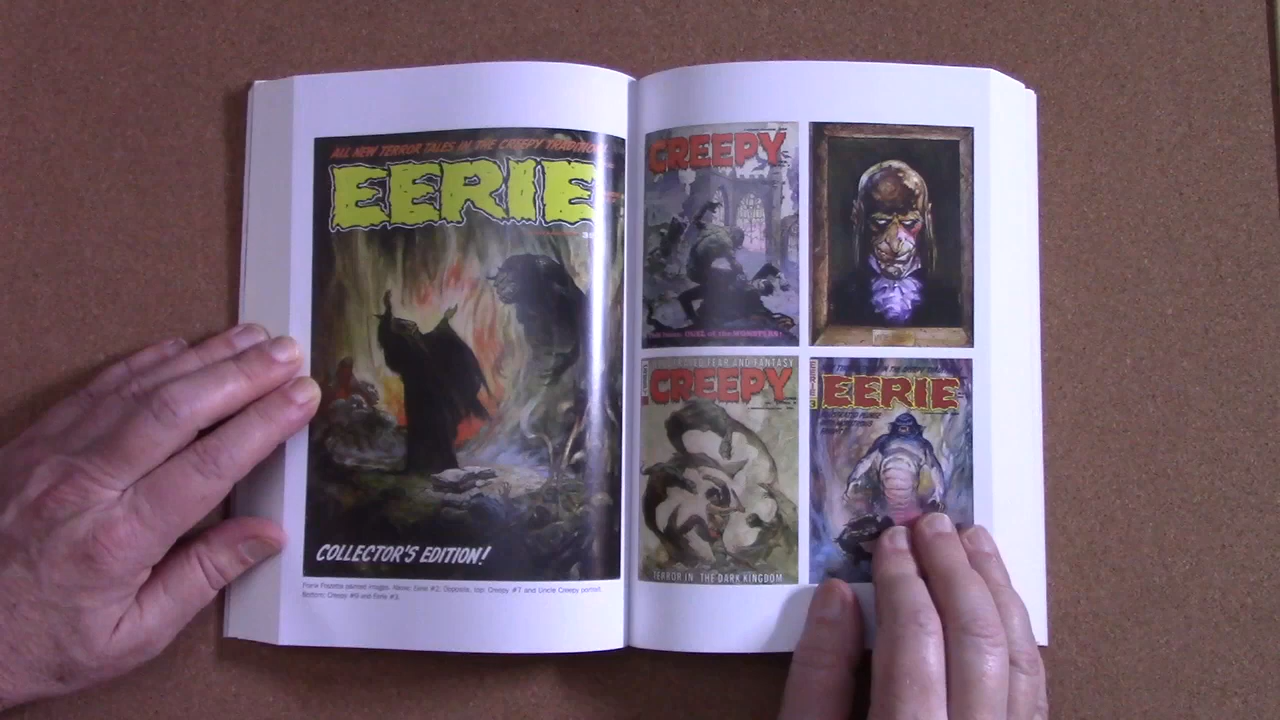 ALL NEW TERROR TALES IN THE CREEPY TRADITION!
EERIE
COLLECTOR'S EDITION!
Frank Frazetta painted images. Above: Eerie #2. Opposite, top: Creepy #7 and Uncle Creepy portrait.
Bottom: Creepy #9 and Eerie #3.
CREEPY
DUEL of the MONSTERS!
FEAR AND FANTASY
CREEPY
TERROR IN THE DARK KINGDOM
EERIE